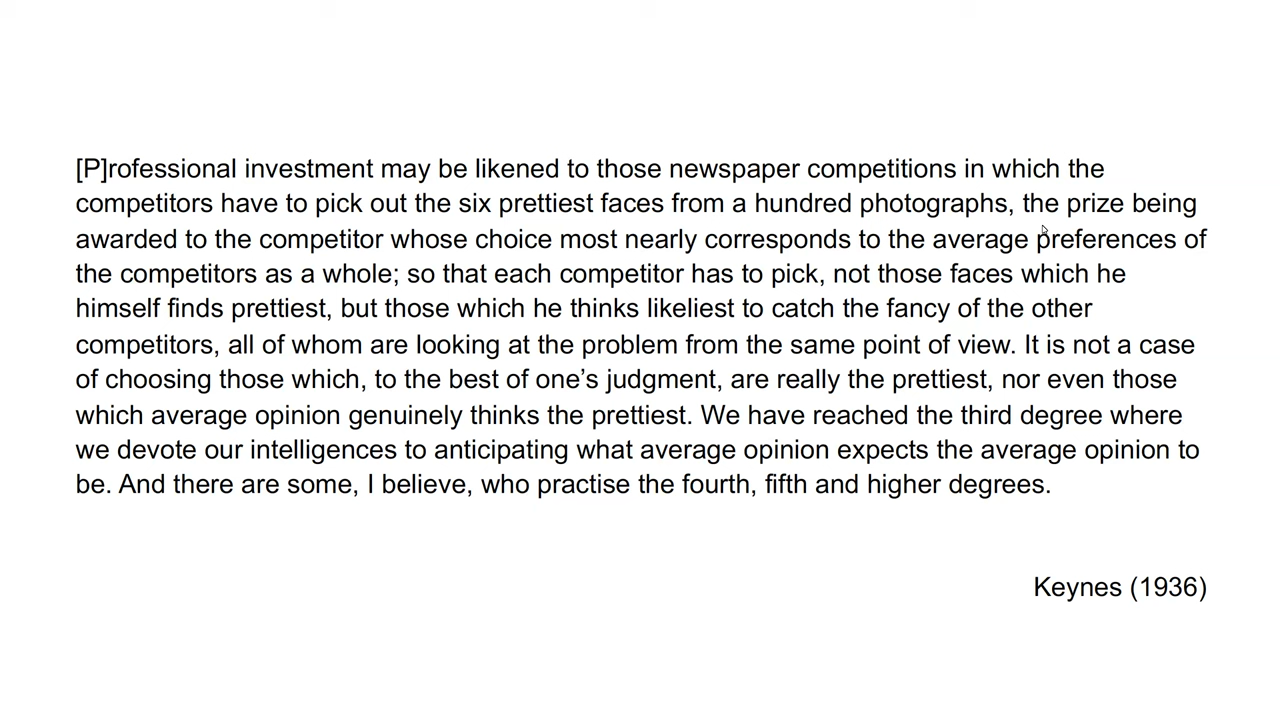 [P]rofessional investment may be likened to those newspaper competitions in which the
competitors have to pick out the six prettiest faces from a hundred photographs, the prize being
awarded to the competitor whose choice most nearly corresponds to the average preferences of
the competitors as a whole; so that each competitor has to pick, not those faces which he
himself finds prettiest, but those which he thinks likeliest to catch the fancy of the other
competitors, all of whom are looking at the problem from the same point of view. It is not a case
of choosing those which, to the best of one’s judgment, are really the prettiest, nor even those
which average opinion genuinely thinks the prettiest. We have reached the third degree where
we devote our intelligences to anticipating what average opinion expects the average opinion to
be. And there are some, I believe, who practise the fourth, fifth and higher degrees.
Keynes (1936)